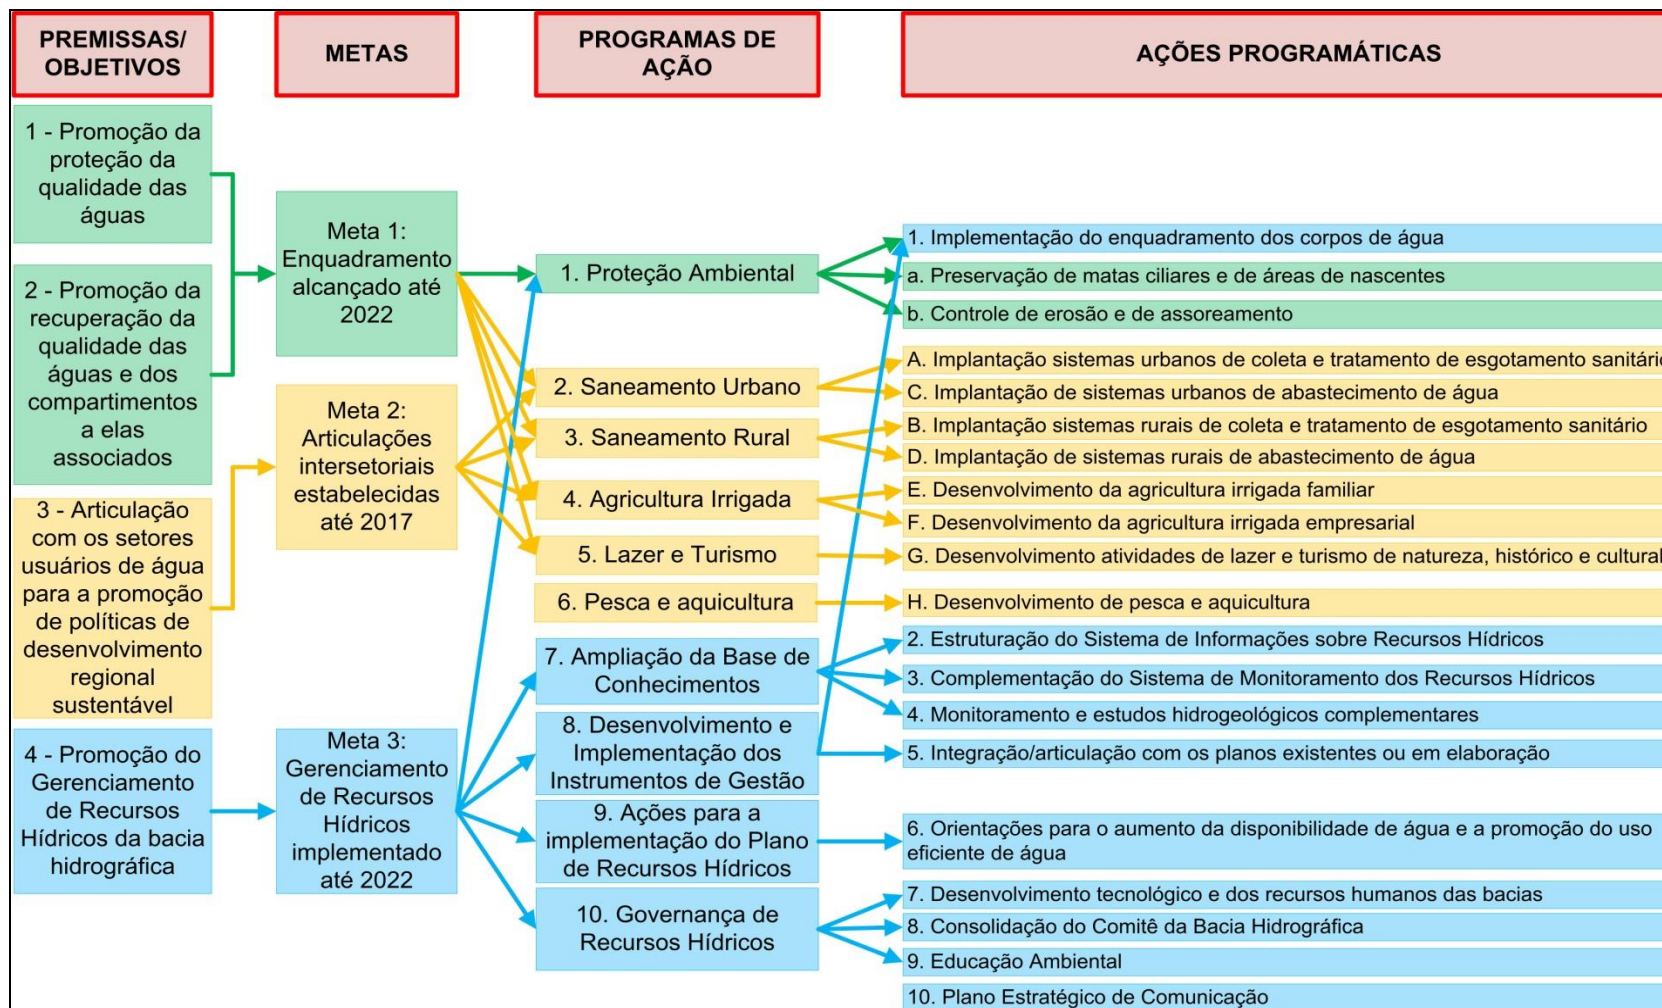 PREMISSAS/
OBJETIVOS
METAS
PROGRAMAS DE
AÇÃO
AÇÕES PROGRAMÁTICAS
1 - Promoção da
proteção da
qualidade das
águas
2 - Promoção da
recuperação da
qualidade das
águas e dos
compartimentos
a elas
associados
3 - Articulação
com os setores
usuários de água
para a promoção
de políticas de
desenvolvimento
regional
sustentável
4 - Promoção do
Gerenciamento
de Recursos
Hídricos da bacia
hidrográfica
Meta 1:
Enquadramento
alcançado até
2022
Meta 2:
Articulações
intersetoriais
estabelecidas
até 2017
Meta 3:
Gerenciamento
de Recursos
Hídricos
implementado
até 2022
1. Proteção Ambiental
2. Saneamento Urbano
3. Saneamento Rural
4. Agricultura Irrigada
5. Lazer e Turismo
6. Pesca e aquicultura
7. Ampliação da Base de
Conhecimentos
8. Desenvolvimento e
Implementação dos
Instrumentos de Gestão
9. Ações para a
implementação do Plano
de Recursos Hídricos
10. Governança de
Recursos Hídricos
1. Implementação do enquadramento dos corpos de água
a. Preservação de matas ciliares e de áreas de nascentes
b. Controle de erosão e de assoreamento
A. Implantação sistemas urbanos de coleta e tratamento de esgotamento sanitário
C. Implantação de sistemas urbanos de abastecimento de água
B. Implantação sistemas rurais de coleta e tratamento de esgotamento sanitário
D. Implantação de sistemas rurais de abastecimento de água
E. Desenvolvimento da agricultura irrigada familiar
F. Desenvolvimento da agricultura irrigada empresarial
G. Desenvolvimento atividades de lazer e turismo de natureza, histórico e cultural
H. Desenvolvimento de pesca e aquicultura
2. Estruturação do Sistema de Informações sobre Recursos Hídricos
3. Complementação do Sistema de Monitoramento dos Recursos Hídricos
4. Monitoramento e estudos hidrogeológicos complementares
5. Integração/articulação com os planos existentes ou em elaboração
6. Orientações para o aumento da disponibilidade de água e a promoção do uso
eficiente de água
7. Desenvolvimento tecnológico e dos recursos humanos das bacias
8. Consolidação do Comitê da Bacia Hidrográfica
9. Educação Ambiental
10. Plano Estratégico de Comunicação